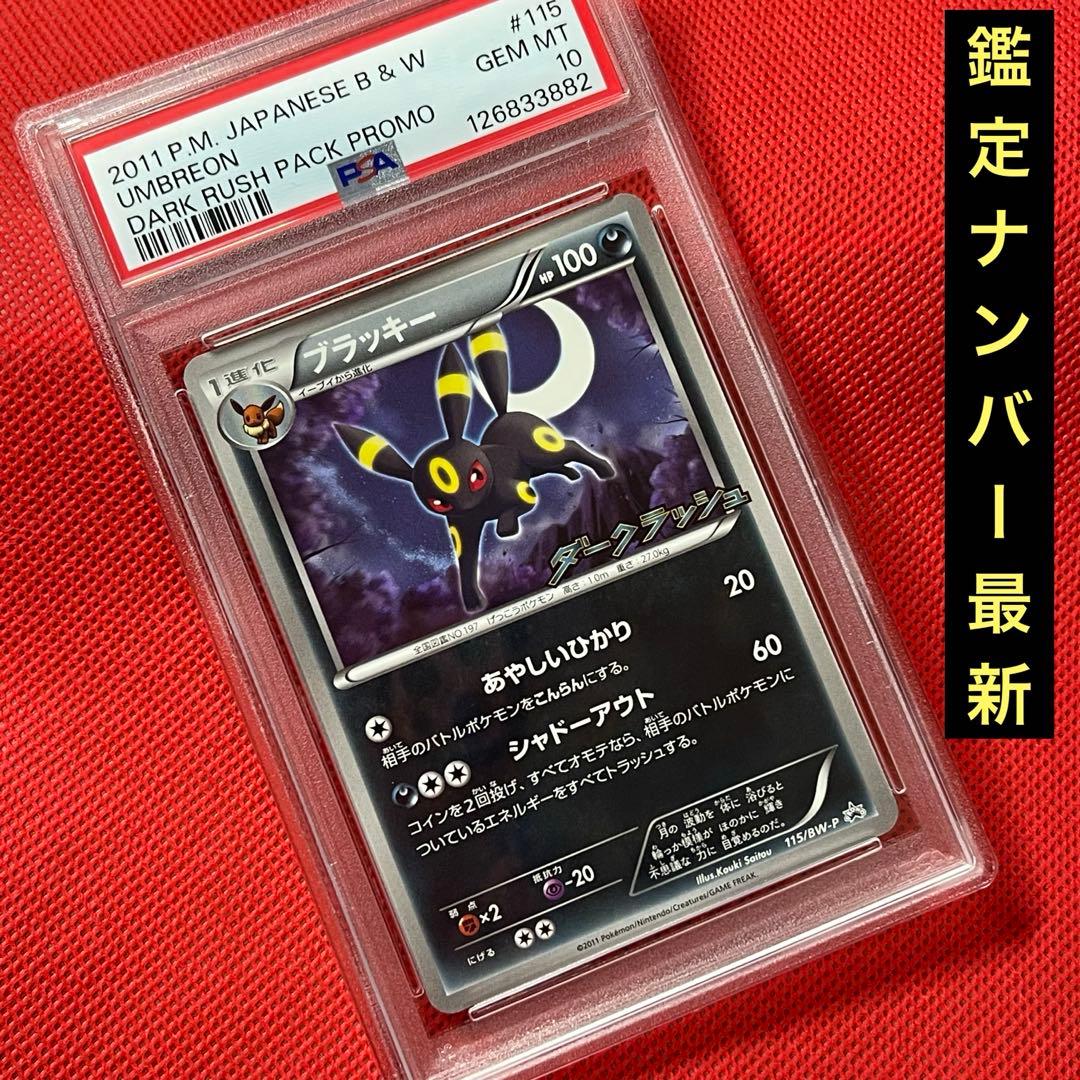 鑑定ナンバー最新
2011 P.M. JAPANESE B & W #115
UMBREON GEM MT
DARK RUSH PACK PROMO 10
126833882
PSA
1進化
ブラッキー
HP100
イーブイから進化
ダークラッシュ
全国図鑑NO.197 げっこうポケモン 高さ:1.0m 重さ:27.0kg
あやしいひかり 20
相手のバトルポケモンをこんらんにする。
シャドーアウト 60
コインを2回投げ、すべてオモテなら、相手のバトルポケモンに
ついているエネルギーをすべてトラッシュする。
弱点
×2
抵抗力
-20
にげる
月の波動を体に浴びると
輪っか模様がほのかに輝き
不思議な力に目覚めるのだ。
illus.Kouki Saitou
115/BW-P
©2011 Pokémon/Nintendo/Creatures/GAME FREAK.